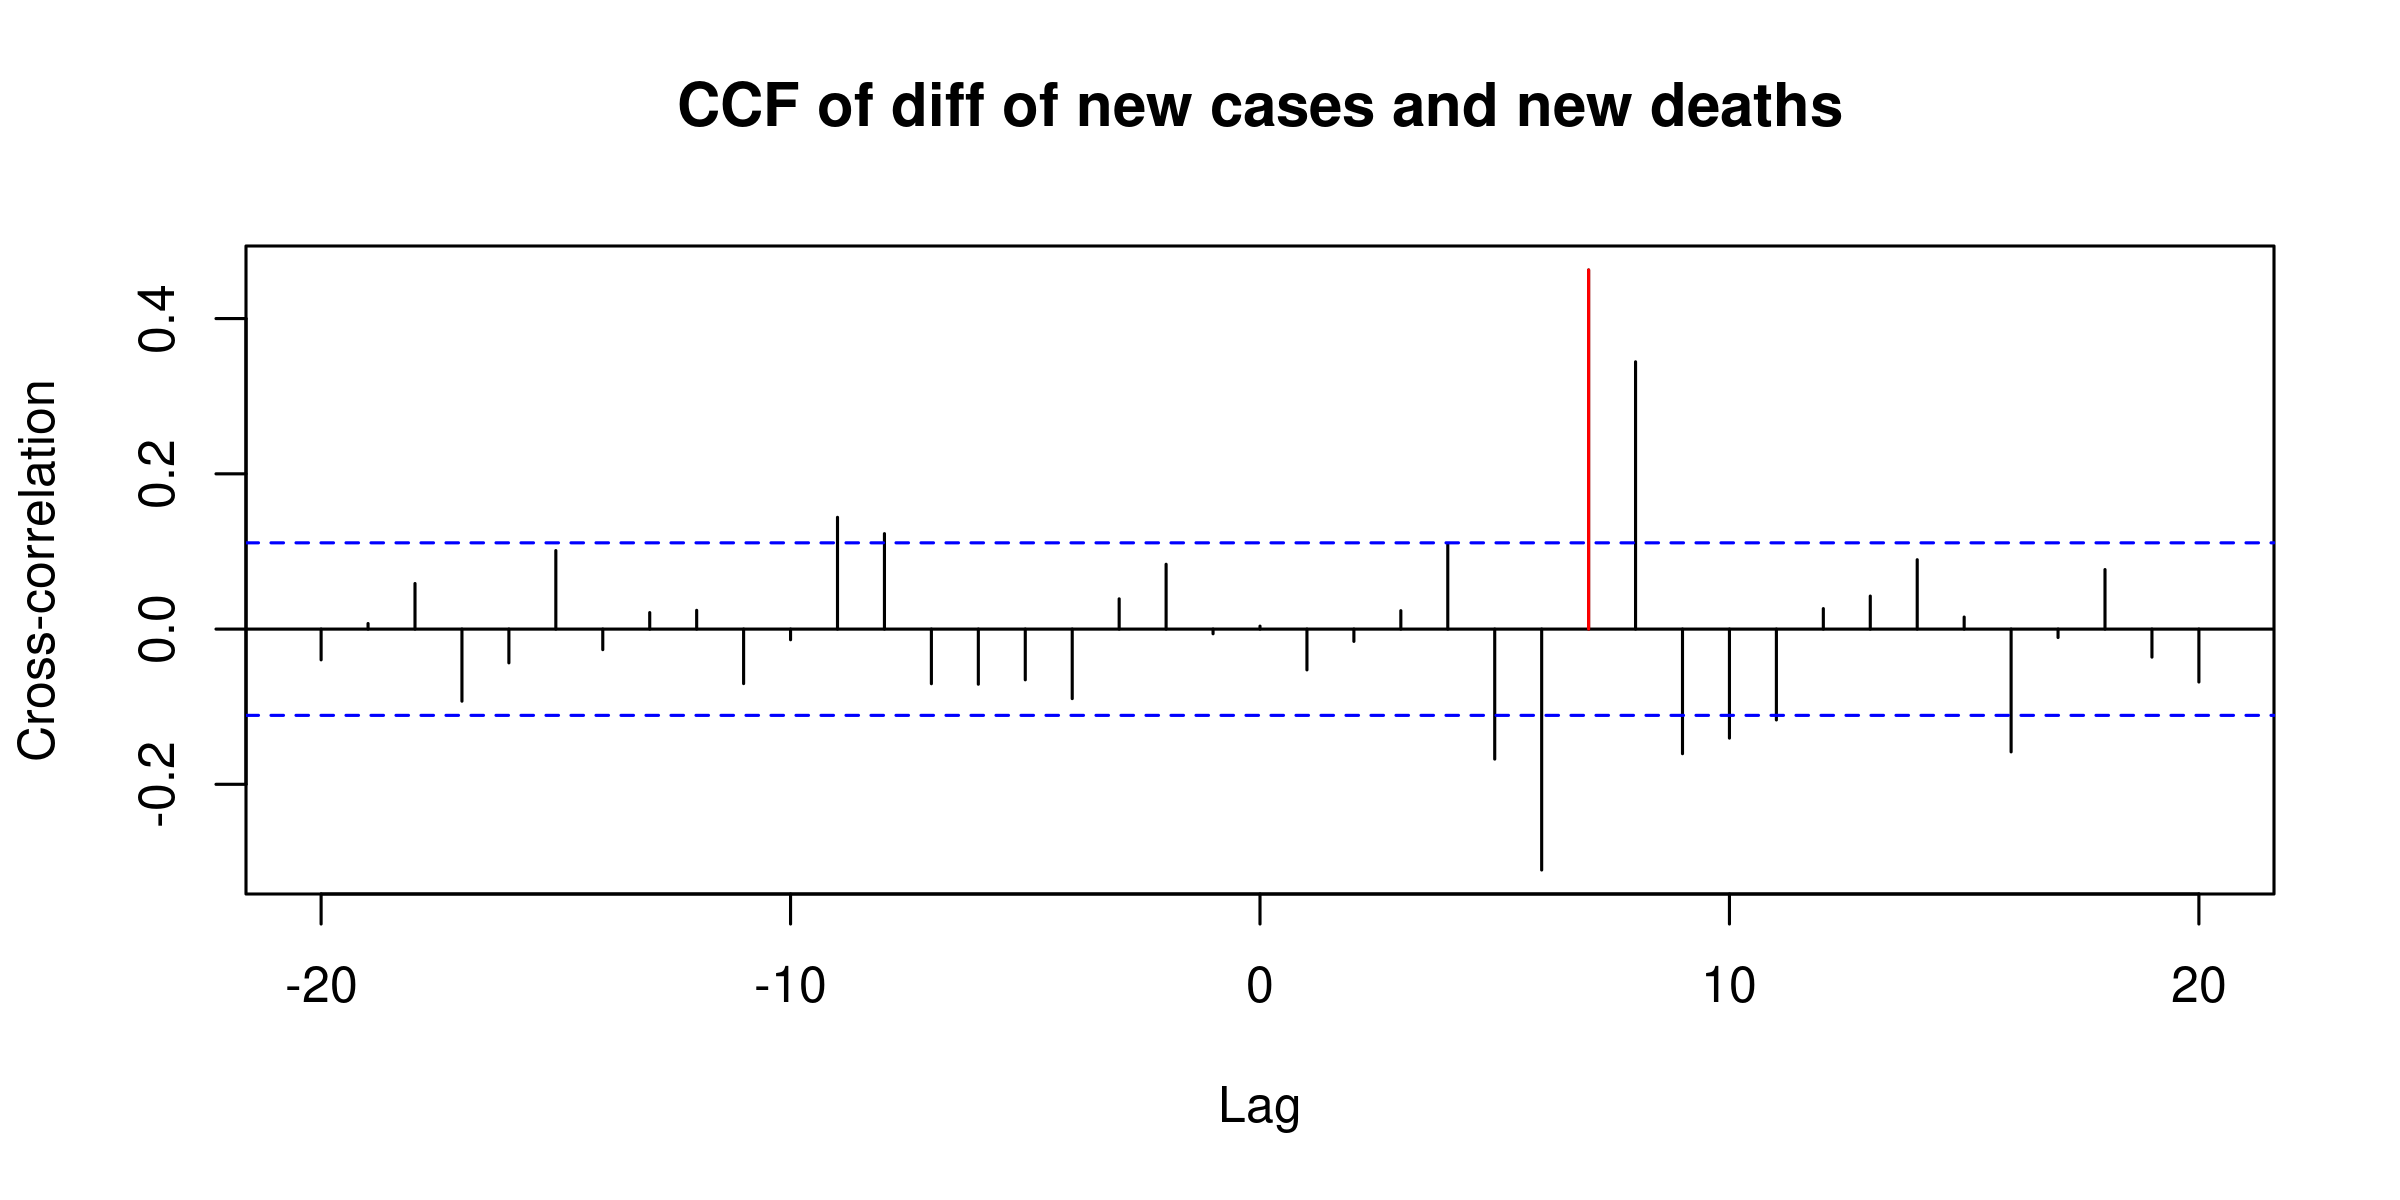 CCF of diff of new cases and new deaths
Cross-correlation
0.4
0.2
0.0
-0.2
-20 -10 0 10 20
Lag